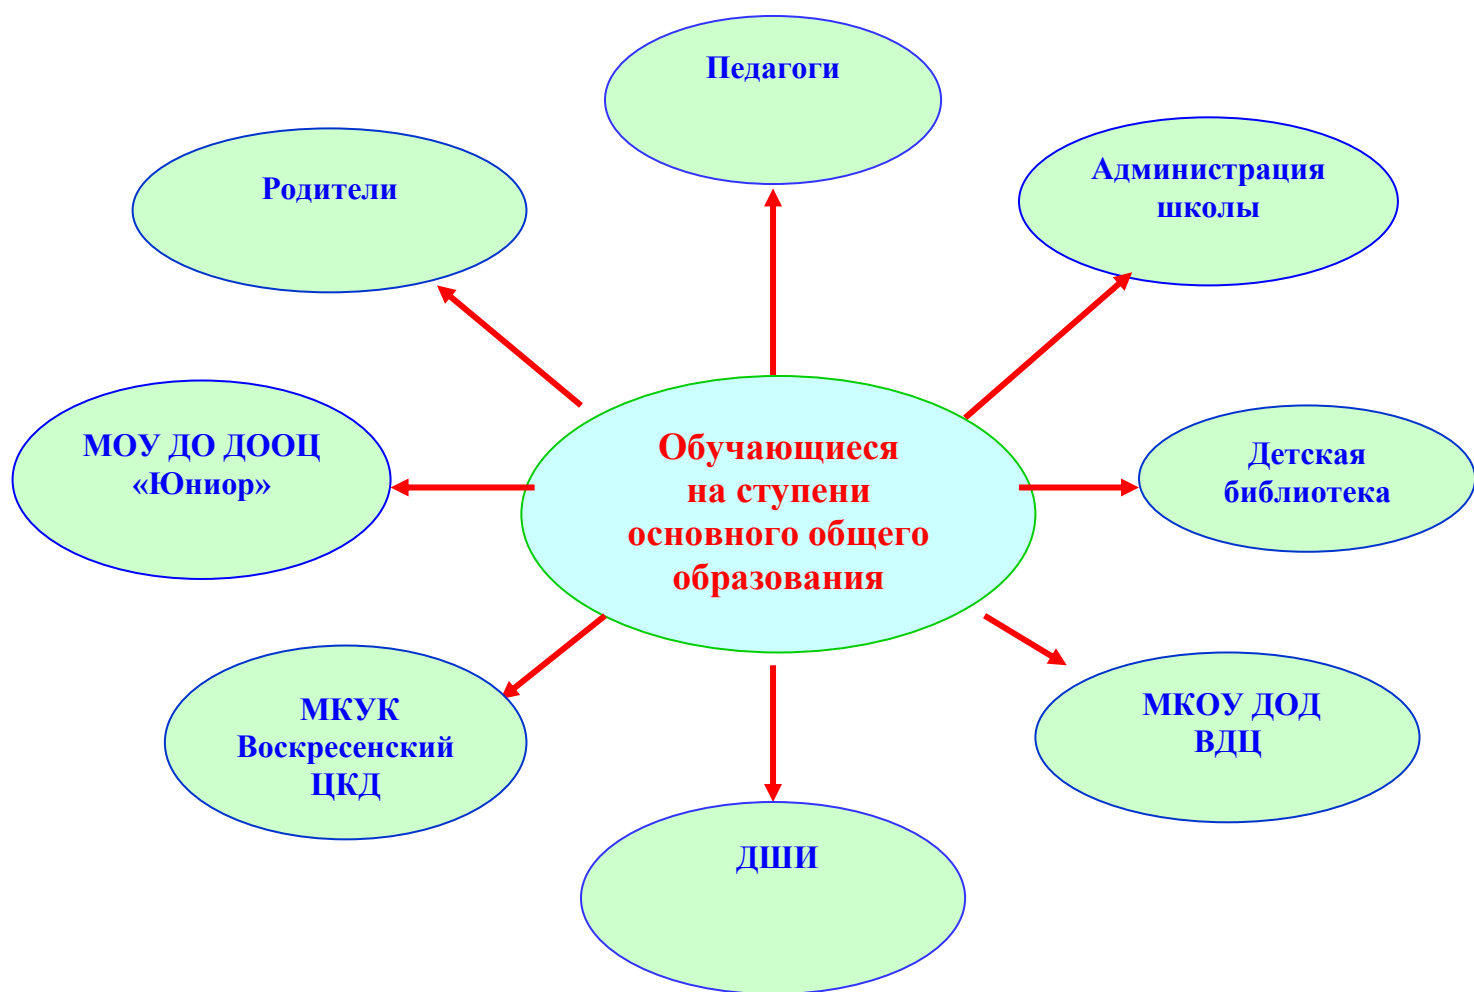 Педагоги
Родители
Администрация
школы
МОУ ДО ДООЦ
«Юниор»
Обучающиеся
на ступени
основного общего
образования
Детская
библиотека
МКУК
Воскресенский
ЦКД
МКОУ ДОД
ВДЦ
ДШИ